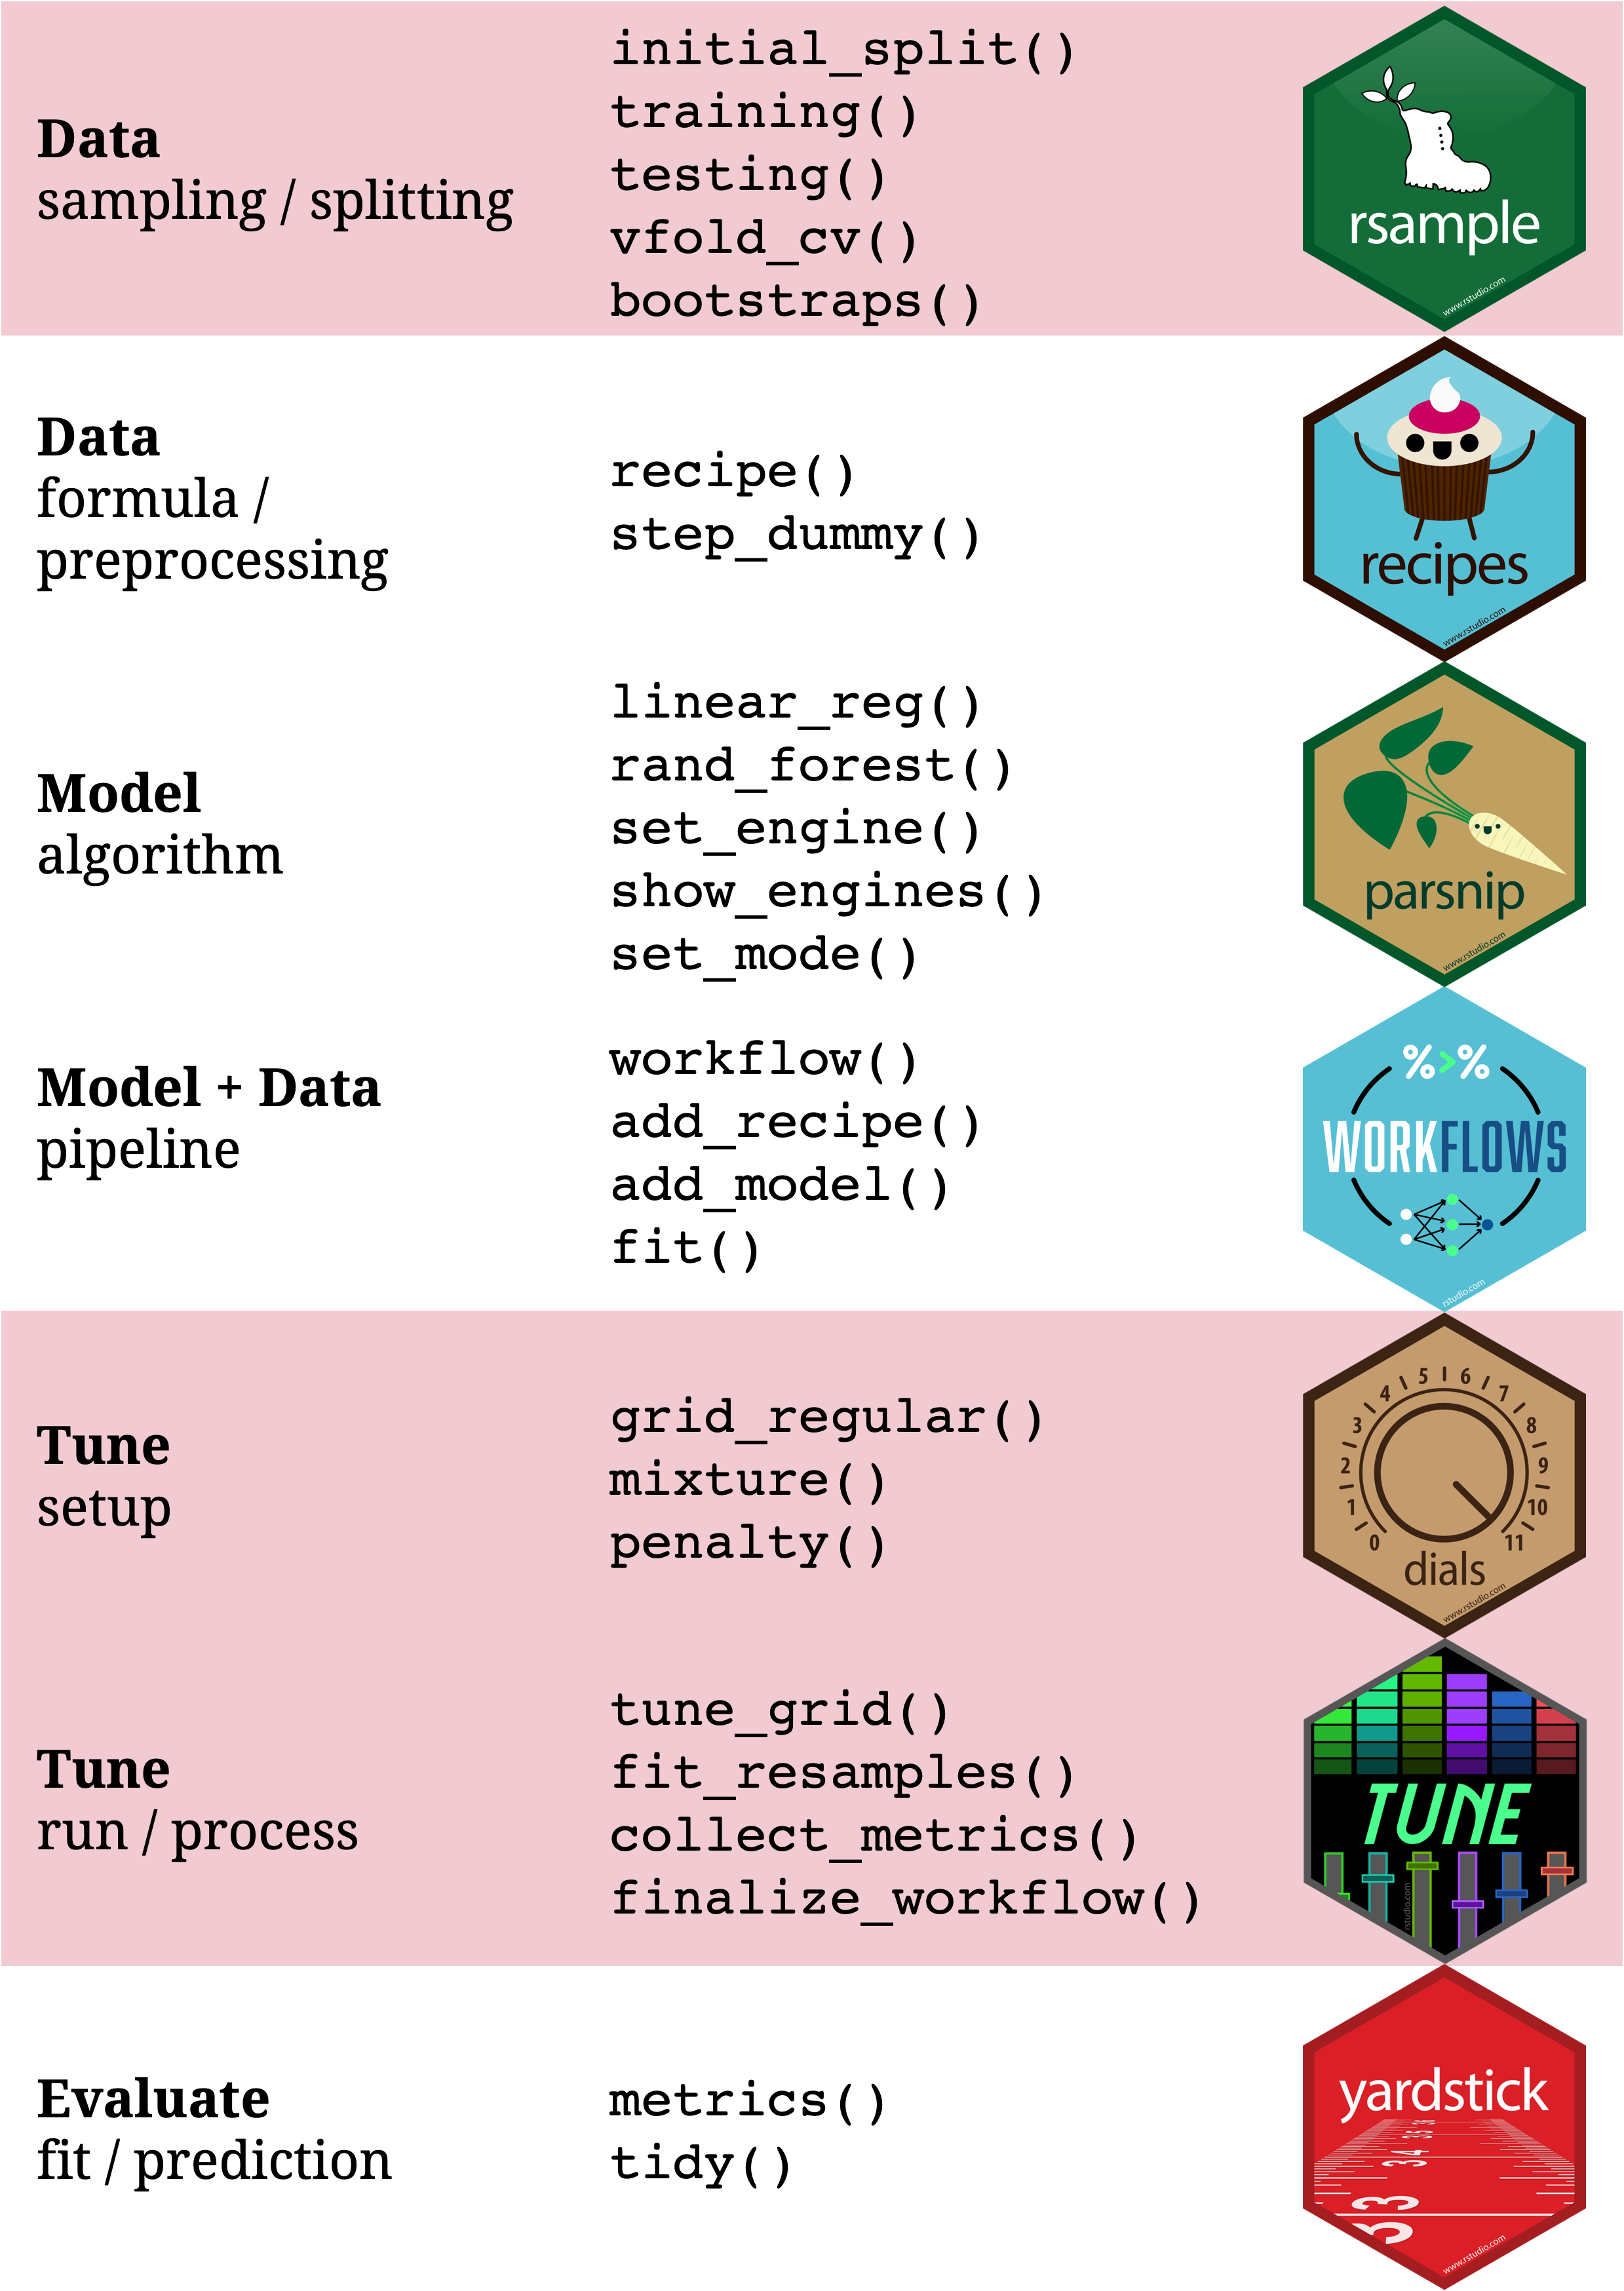 Data
sampling / splitting
initial_split()
training()
testing()
vfold_cv()
bootstraps()
rsample
www.rstudio.com
Data
formula /
preprocessing
recipe()
step_dummy()
recipes
www.rstudio.com
Model
algorithm
linear_reg()
rand_forest()
set_engine()
show_engines()
set_mode()
parsnip
www.rstudio.com
Model + Data
pipeline
workflow()
add_recipe()
add_model()
fit()
%>%
WORKFLOWS
rstudio.com
Tune
setup
grid_regular()
mixture()
penalty()
0 1 2 3 4 5 6 7 8 9 10 11
dials
www.rstudio.com
Tune
run / process
tune_grid()
fit_resamples()
collect_metrics()
finalize_workflow()
TUNE
rstudio.com
Evaluate
fit / prediction
metrics()
tidy()
yardstick
35
34
33
www.rstudio.com